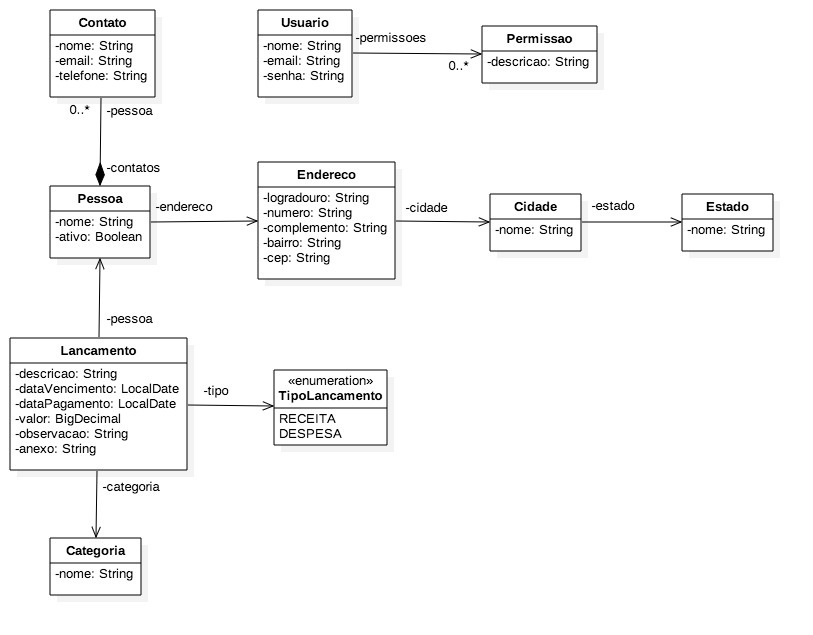 Contato
-nome: String
-email: String
-telefone: String
Usuario
-nome: String
-email: String
-senha: String
-permissoes
0..*
Permissao
-descricao: String
0..*
-pessoa
-contatos
Pessoa
-nome: String
-ativo: Boolean
-endereco
Endereco
-logradouro: String
-numero: String
-complemento: String
-bairro: String
-cep: String
-cidade
Cidade
-nome: String
-estado
Estado
-nome: String
-pessoa
Lancamento
-descricao: String
-dataVencimento: LocalDate
-dataPagamento: LocalDate
-valor: BigDecimal
-observacao: String
-anexo: String
-tipo
«enumeration»
TipoLancamento
RECEITA
DESPESA
-categoria
Categoria
-nome: String